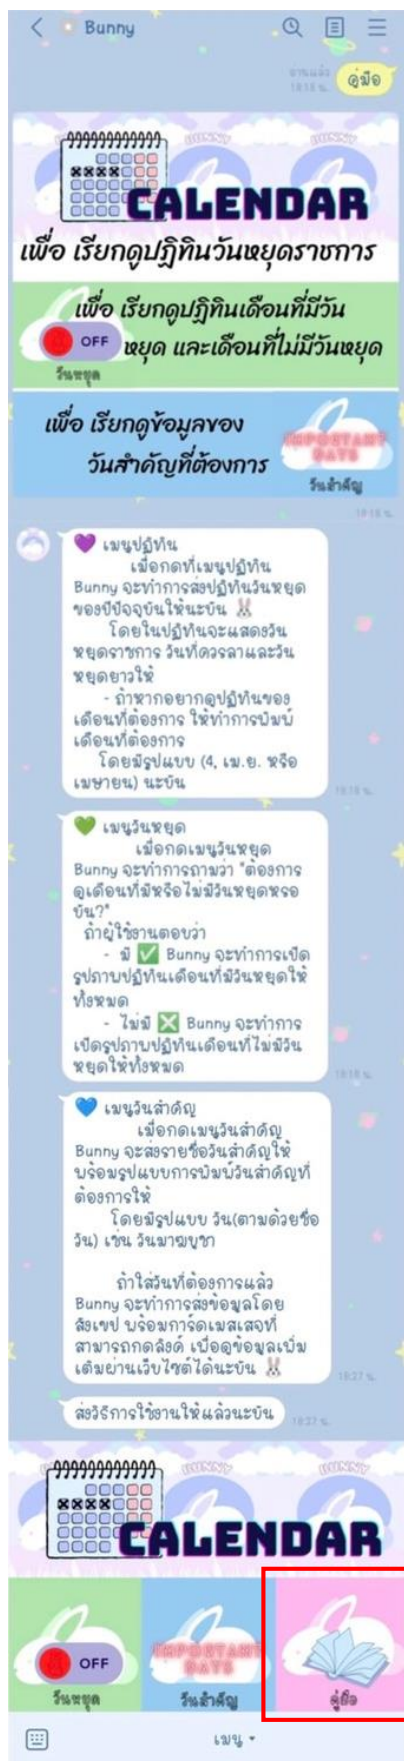 Bunny
อ่านแล้ว
19:18 น.
คู่มือ
BUNNY
BUNNY
CALENDAR
เพื่อ เรียกดูปฏิทินวันหยุดราชการ
เพื่อ เรียกดูปฏิทินเดือนที่มีวัน
OFF
หยุด และเดือนที่ไม่มีวันหยุด
วันหยุด
เพื่อ เรียกดูข้อมูลของ
วันสำคัญที่ต้องการ
IMPORTANT
DAYS
วันสำคัญ
19:18 น.
💜 เมนูปฏิทิน
เมื่อกดที่เมนูปฏิทิน
Bunny จะทำการส่งปฏิทินวันหยุด
ของปีปัจจุบันให้นะบัน 🐰
โดยในปฏิทินจะแสดงวัน
หยุดราชการ วันที่ควรลาและวัน
หยุดยาวให้
- ถ้าหากอยากดูปฏิทินของ
เดือนที่ต้องการ ให้ทำการพิมพ์
เดือนที่ต้องการ
โดยมีรูปแบบ (4, เม.ย. หรือ
เมษายน) นะบัน
19:18 น.
💚 เมนูวันหยุด
เมื่อกดเมนูวันหยุด
Bunny จะทำการถามว่า "ต้องการ
ดูเดือนที่มีหรือไม่มีวันหยุดหรอ
บัน?"
ถ้าผู้ใช้งานตอบว่า
- มี ✅ Bunny จะทำการเปิด
รูปภาพปฏิทินเดือนที่มีวันหยุดให้
ทั้งหมด
- ไม่มี ❎ Bunny จะทำการ
เปิดรูปภาพปฏิทินเดือนที่ไม่มีวัน
หยุดให้ทั้งหมด
19:18 น.
💙 เมนูวันสำคัญ
เมื่อกดเมนูวันสำคัญ
Bunny จะส่งรายชื่อวันสำคัญให้
พร้อมรูปแบบการพิมพ์วันสำคัญที่
ต้องการให้
โดยมีรูปแบบ วัน(ตามด้วยชื่อ
วัน) เช่น วันมาฆบูชา
ถ้าใส่วันที่ต้องการแล้ว
Bunny จะทำการส่งข้อมูลโดย
สังเขป พร้อมการ์ดเมสเสจที่
สามารถกดลิงค์ เพื่อดูข้อมูลเพิ่ม
เติมผ่านเว็บไซต์ได้นะบัน 🐰
19:27 น.
ส่งวิธีการใช้งานให้แล้วนะบัน
19:27 น.
BUNNY
BUNNY
CALENDAR
OFF
วันหยุด
IMPORTANT
DAYS
วันสำคัญ
คู่มือ
เมนู